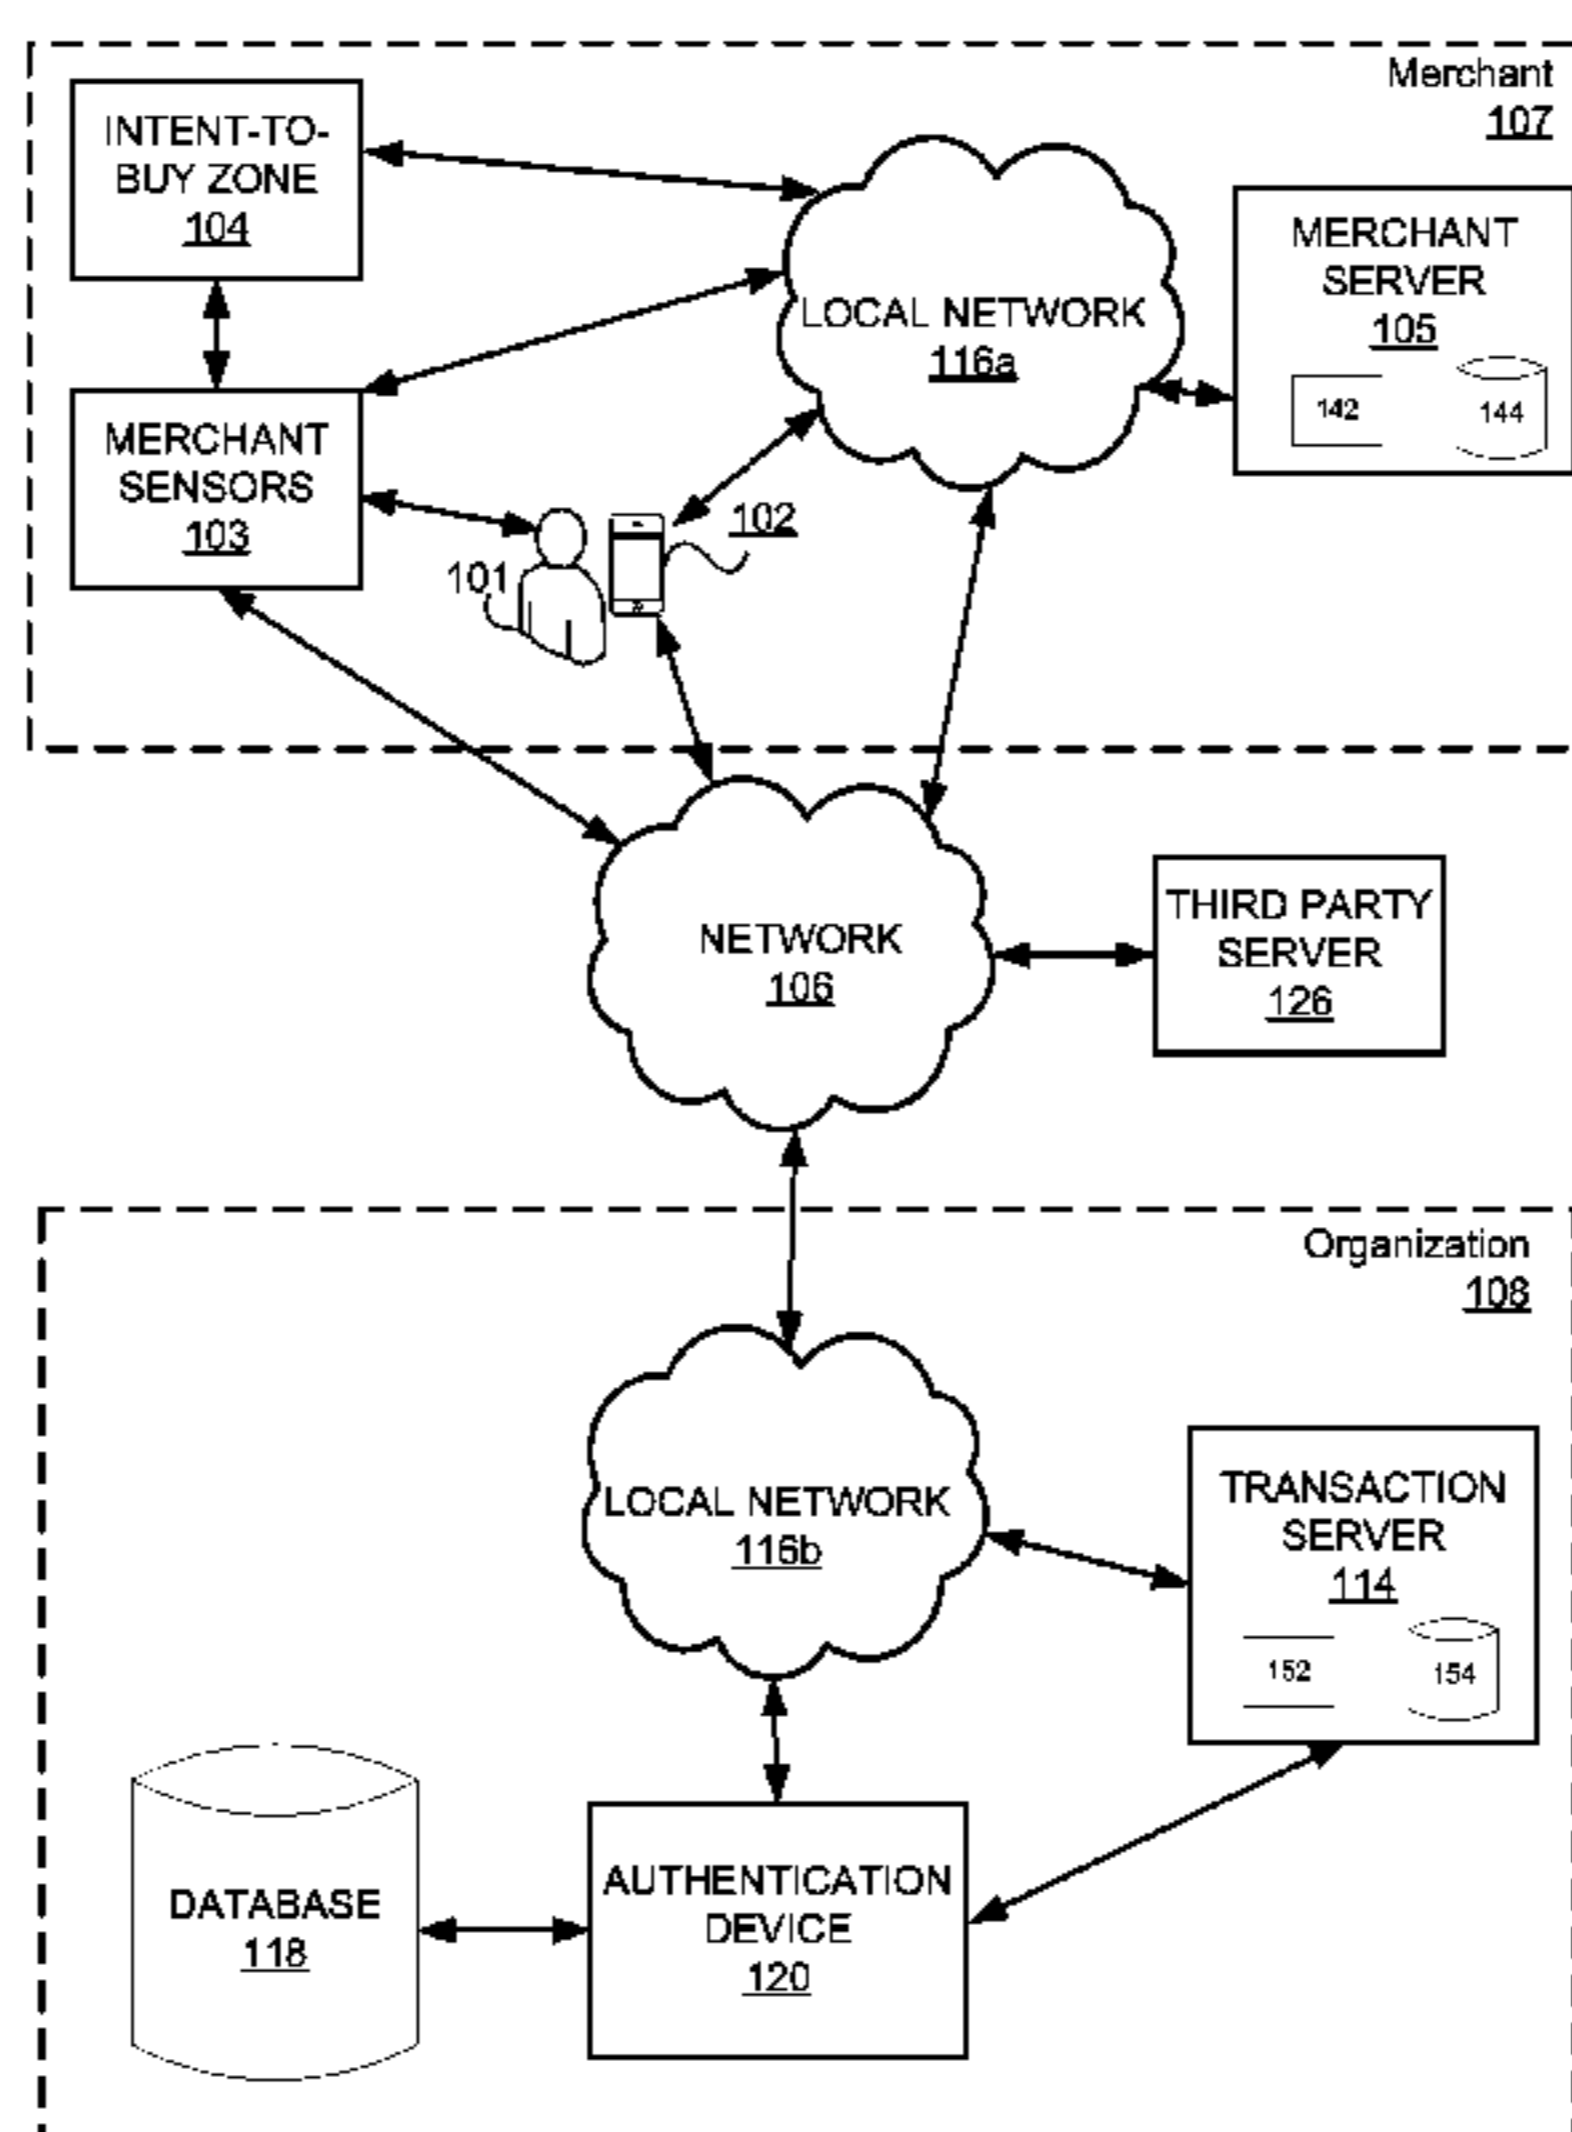 Merchant
107
INTENT-TO-
BUY ZONE
104
LOCAL NETWORK
116a
MERCHANT
SERVER
105
142
144
MERCHANT
SENSORS
103
101
102
NETWORK
106
THIRD PARTY
SERVER
126
Organization
108
LOCAL NETWORK
116b
TRANSACTION
SERVER
114
152
154
DATABASE
118
AUTHENTICATION
DEVICE
120